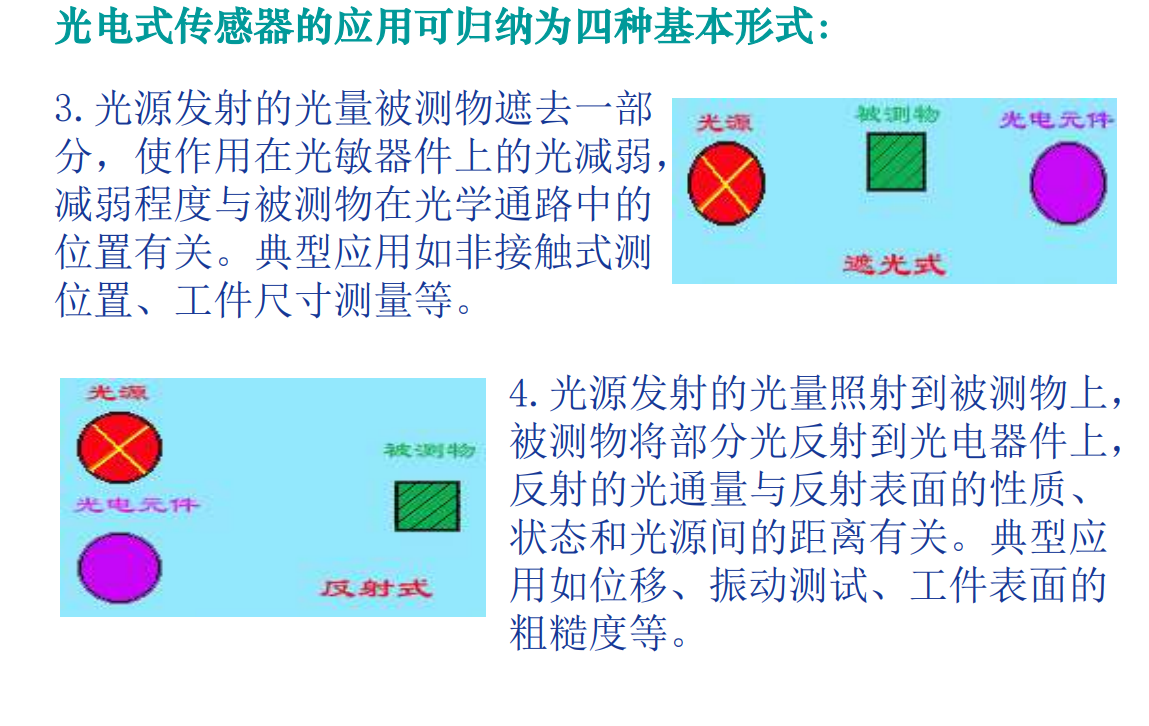 光电式传感器的应用可归纳为四种基本形式:
3.光源发射的光量被测物遮去一部
分，使作用在光敏器件上的光减弱，
减弱程度与被测物在光学通路中的
位置有关。典型应用如非接触式测
位置、工件尺寸测量等。
光源
被测物
光电元件
遮光式
光源
被测物
光电元件
反射式
4.光源发射的光量照射到被测物上，
被测物将部分光反射到光电器件上，
反射的光通量与反射表面的性质、
状态和光源间的距离有关。典型应
用如位移、振动测试、工件表面的
粗糙度等。